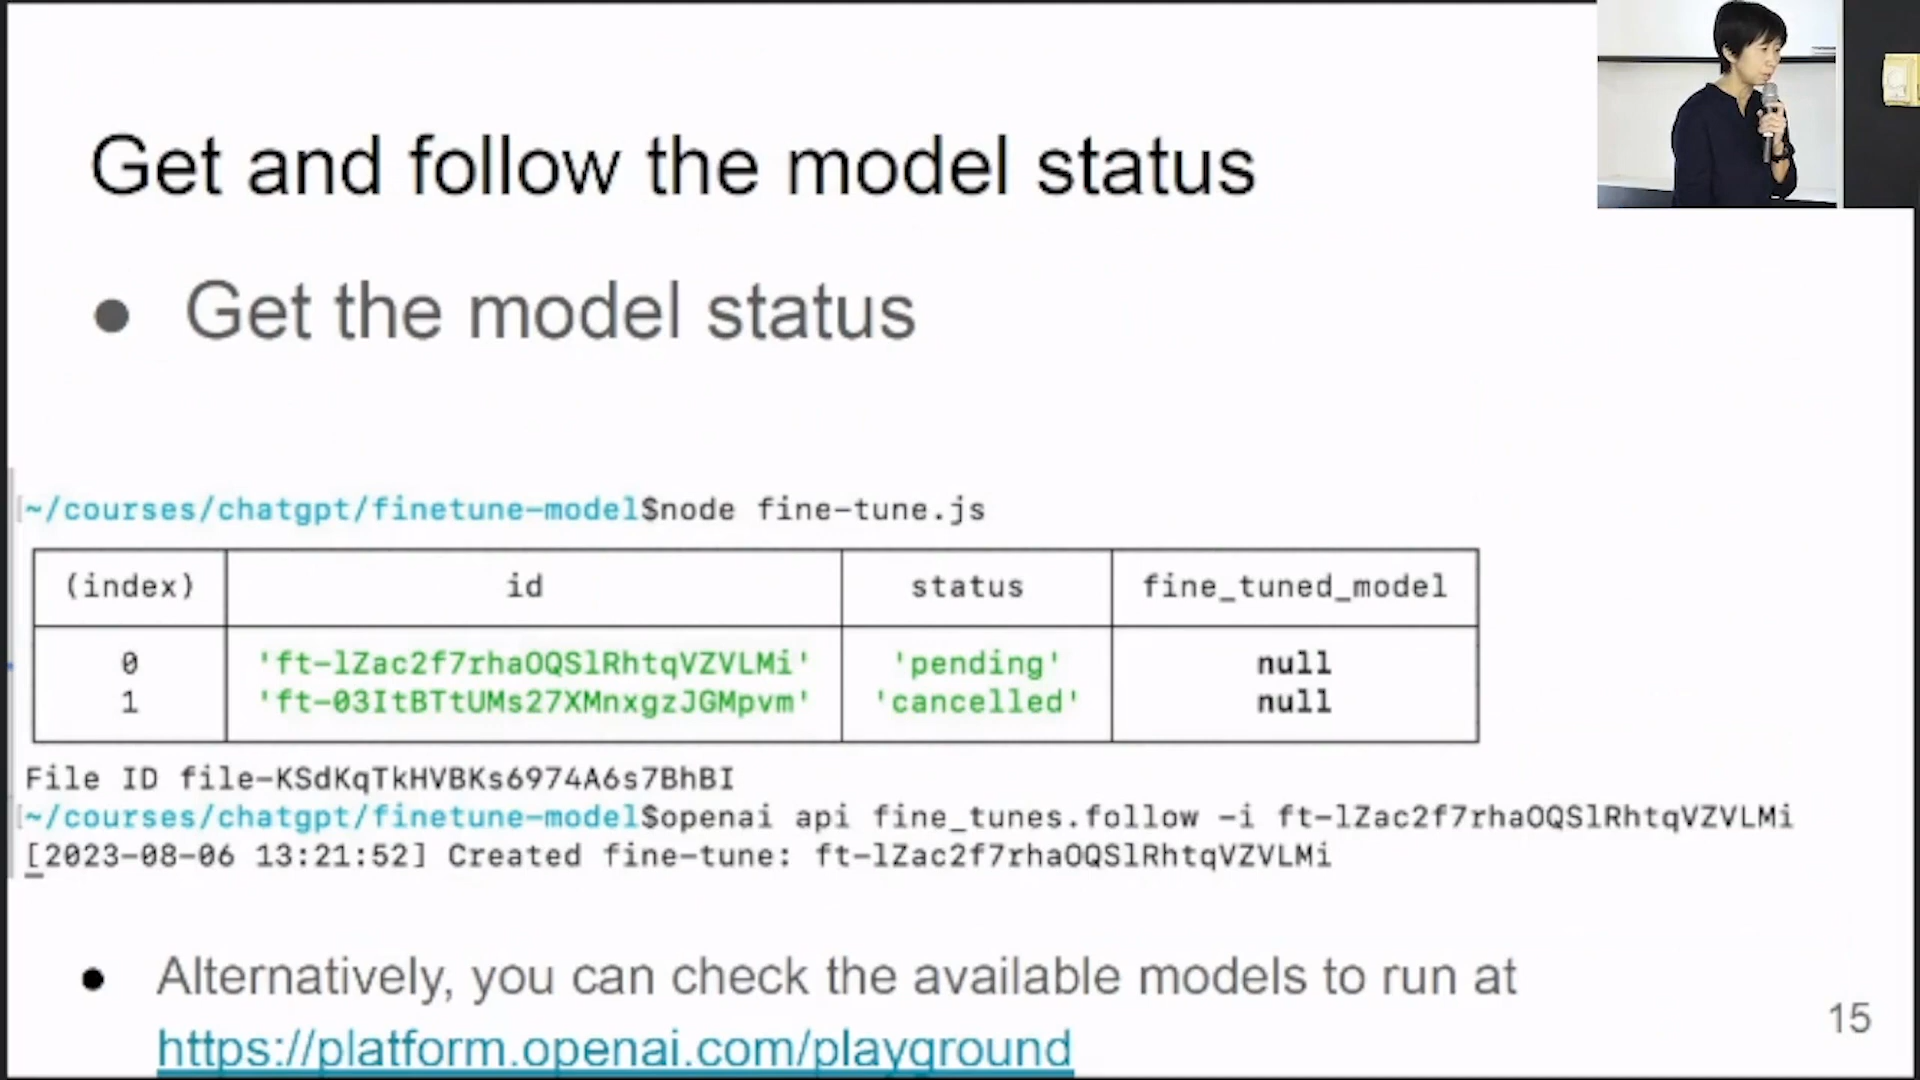 Get and follow the model status
● Get the model status
~/courses/chatgpt/finetune-model$node fine-tune.js
(index) id status fine_tuned_model
0 'ft-lZac2f7rhaOQSlRhtqVZVLMi' 'pending' null
1 'ft-03ItBTtUMs27XMnxgzJGMpvm' 'cancelled' null
File ID file-KSdKqTkHVBKs6974A6s7BhBI
~/courses/chatgpt/finetune-model$openai api fine_tunes.follow -i ft-lZac2f7rhaOQSlRhtqVZVLMi
[2023-08-06 13:21:52] Created fine-tune: ft-lZac2f7rhaOQSlRhtqVZVLMi
● Alternatively, you can check the available models to run at
https://platform.openai.com/playground
15